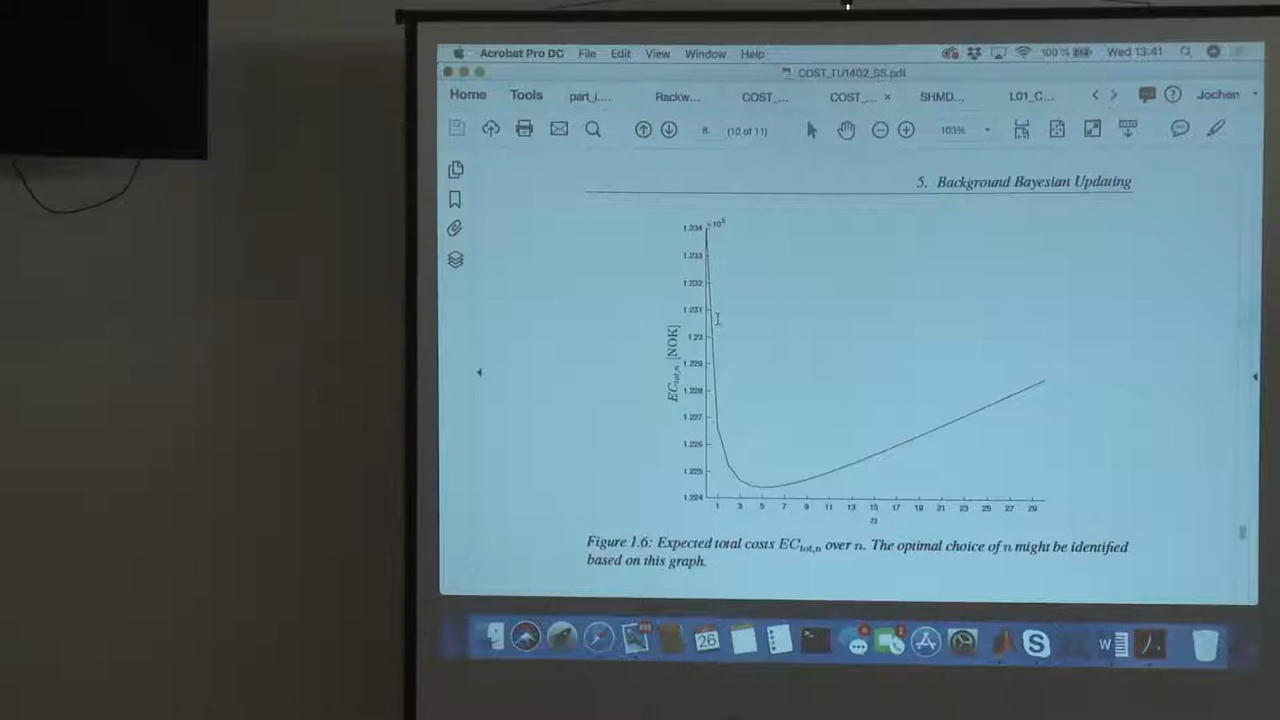 Acrobat Pro DC File Edit View Window Help 100 % Wed 13:41
COST_TU1402_SS.pdf
Home Tools part_i.... Rackw... COST_... COST_... × SHMD... L01_C... Jochen
8 (10 of 11) 103%
5. Background Bayesian Updating
×10⁶
1.234
1.233
1.232
1.231
1.23
1.229
1.228
1.227
1.226
1.225
1.224
EC_tot,n [NOK]
1 3 5 7 9 11 13 15 17 19 21 23 25 27 29
n
Figure 1.6: Expected total costs EC_tot,n over n. The optimal choice of n might be identified
based on this graph.
26